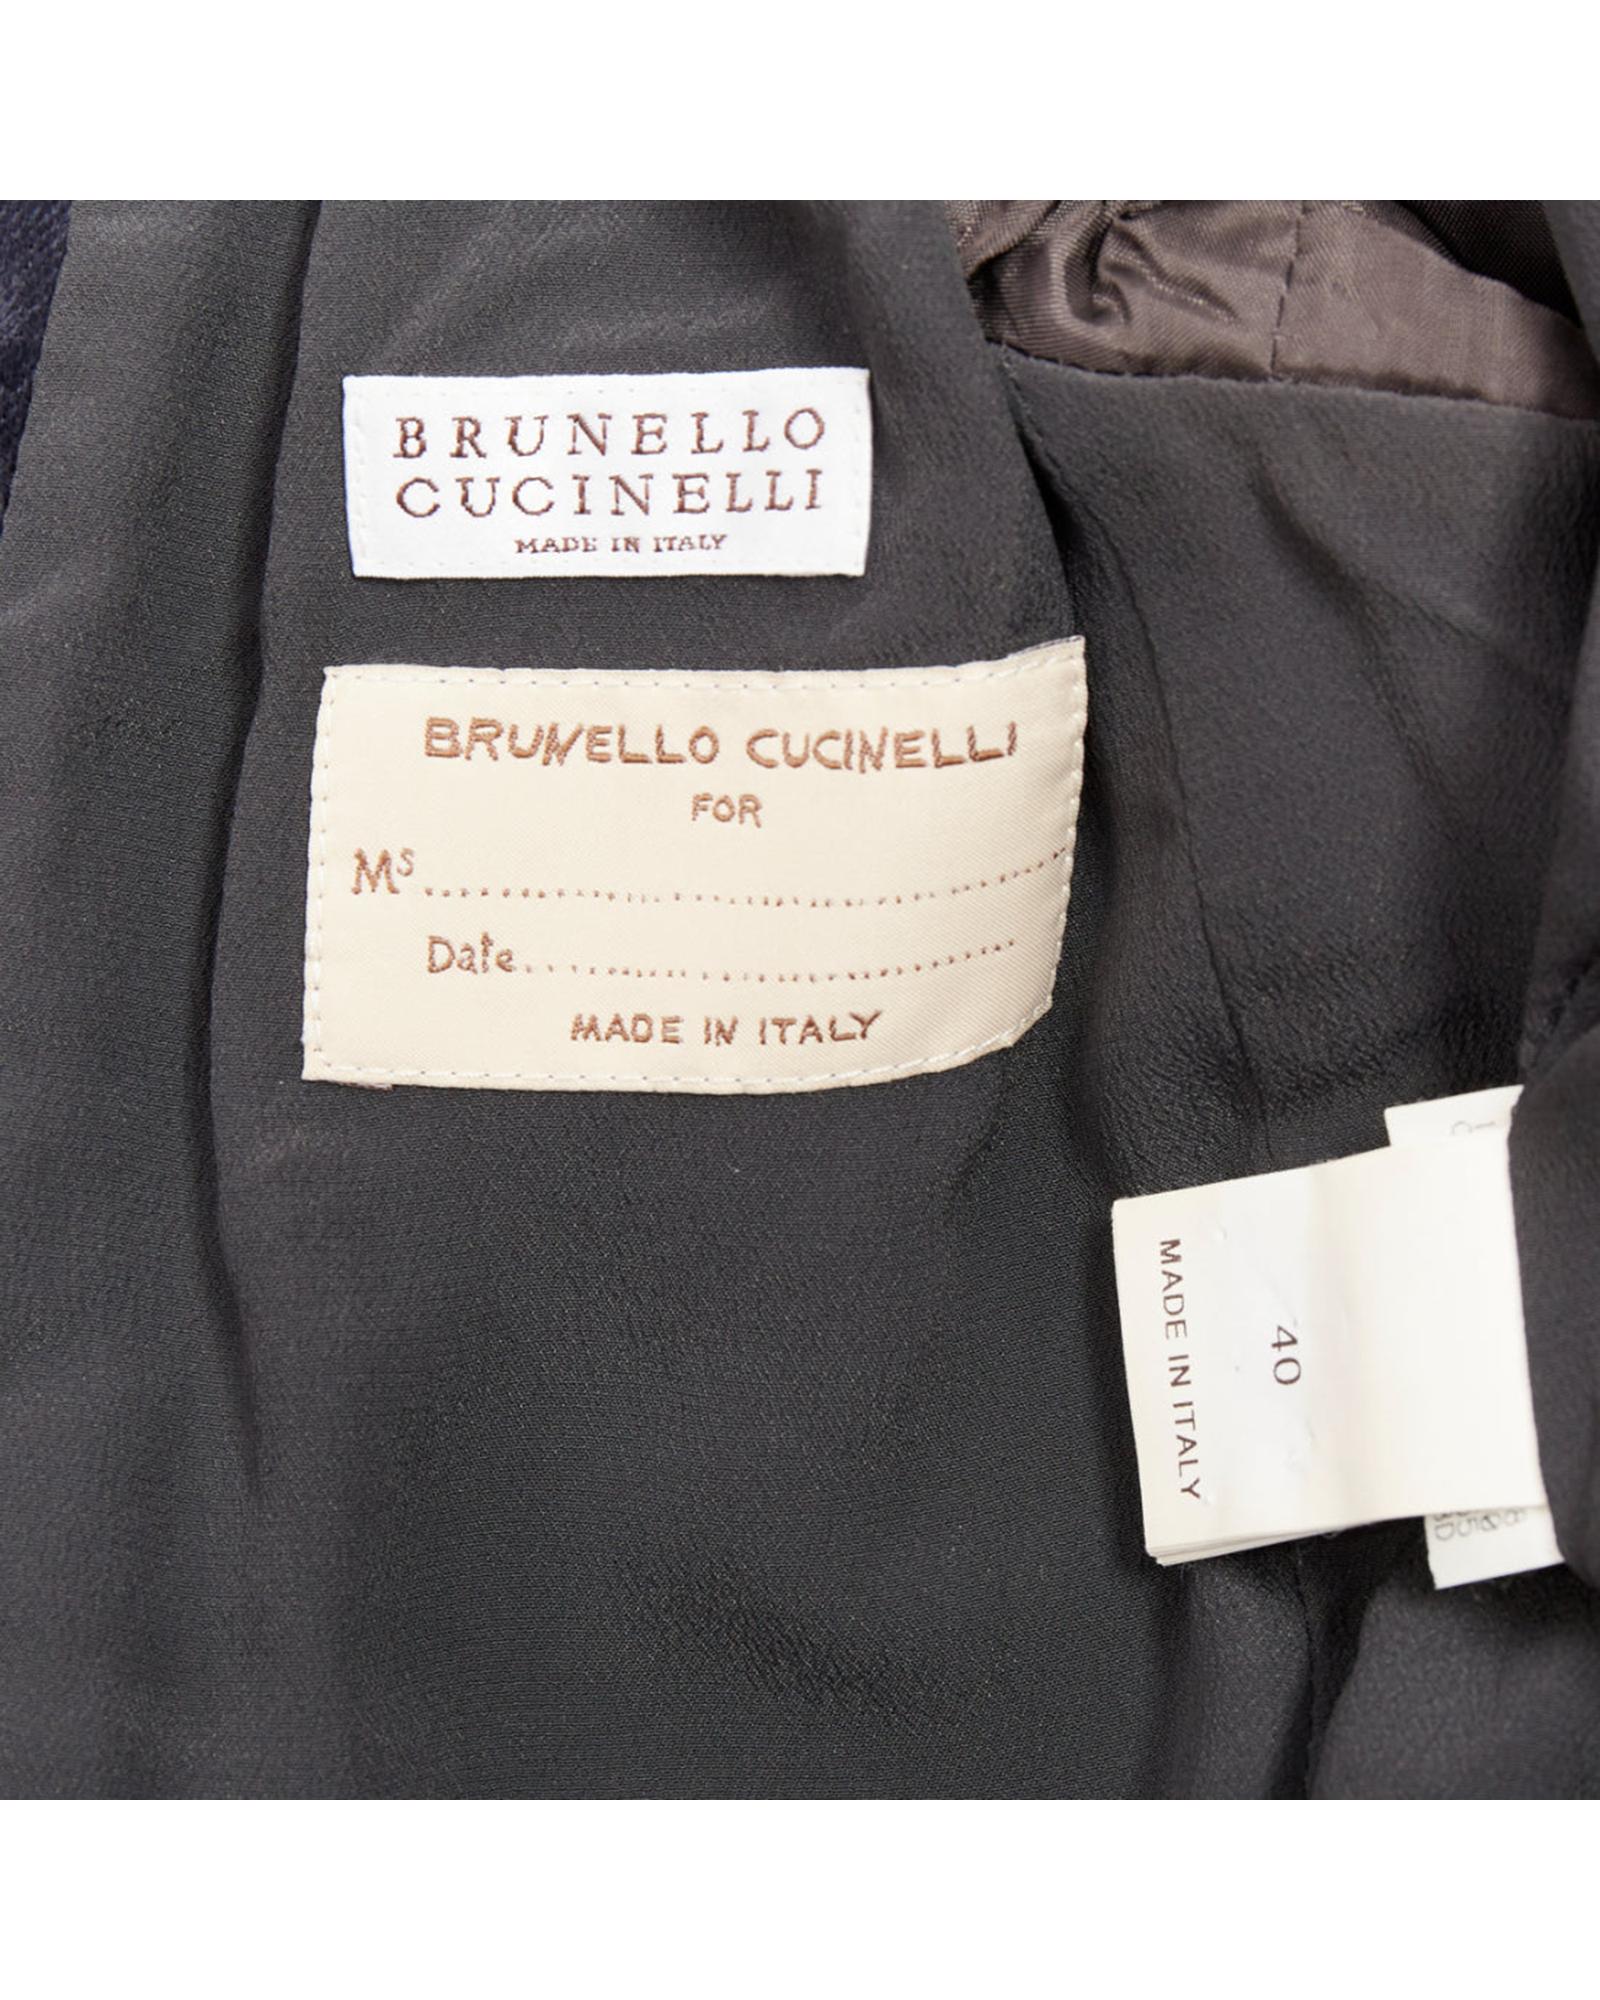 BRUNELLO
CUCINELLI
MADE IN ITALY
BRUNELLO CUCINELLI
FOR
Ms..............................
Date..............................
MADE IN ITALY
40
MADE IN ITALY